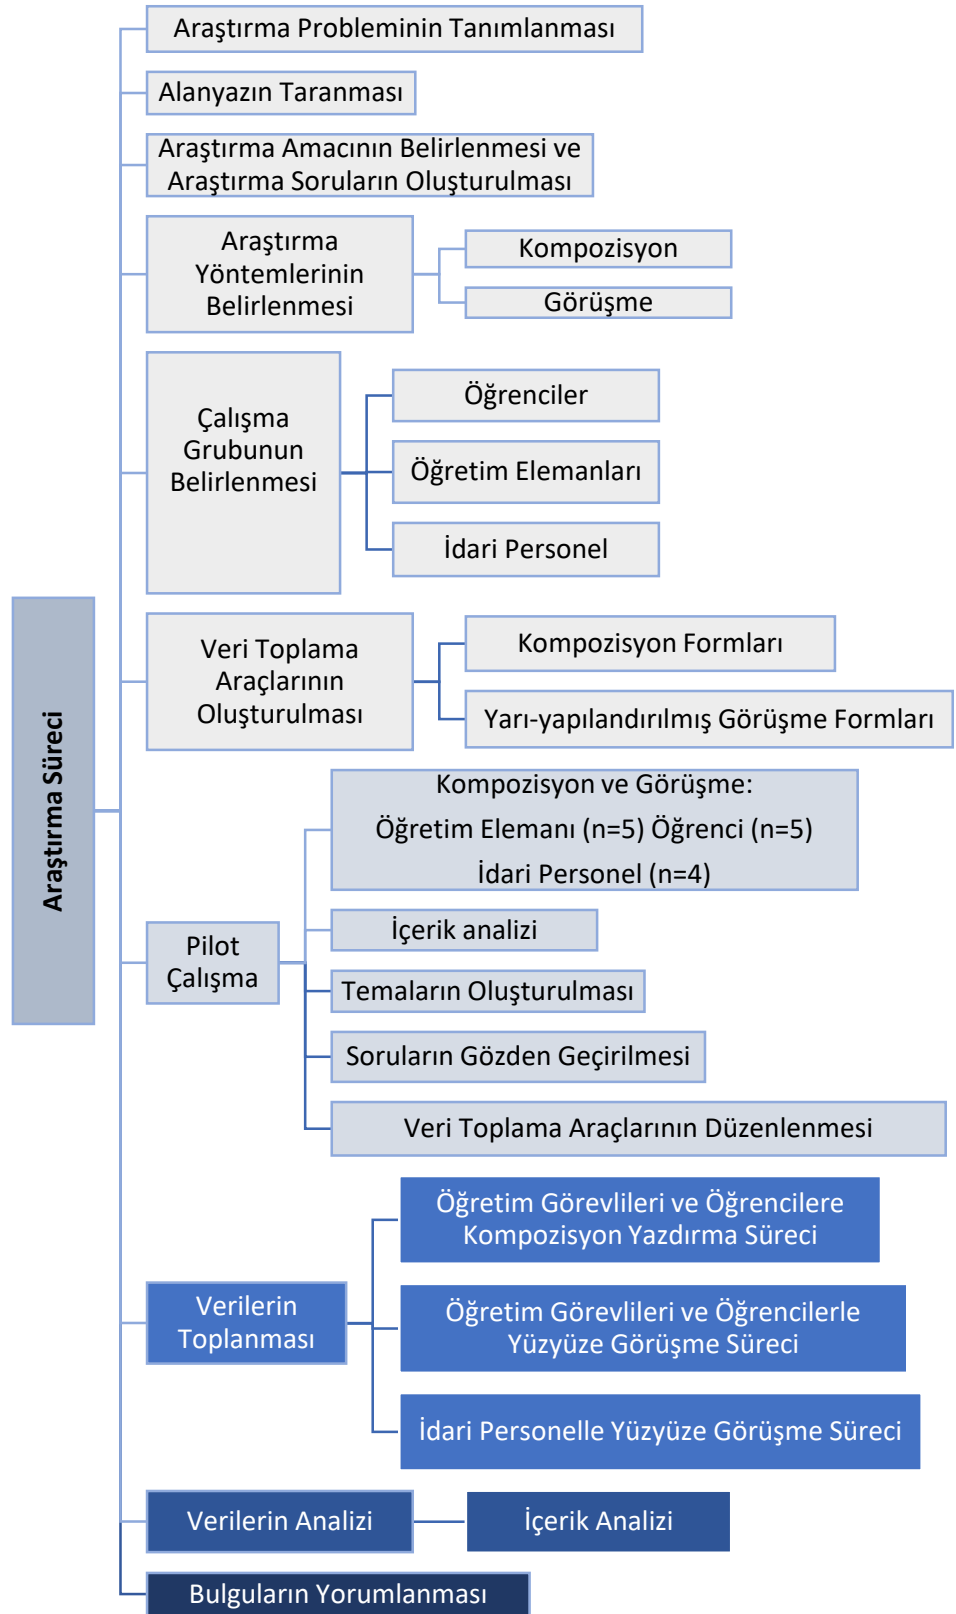 Araştırma Süreci
Araştırma Probleminin Tanımlanması
Alanyazın Taranması
Araştırma Amacının Belirlenmesi ve
Araştırma Soruların Oluşturulması
Araştırma
Yöntemlerinin
Belirlenmesi
Kompozisyon
Görüşme
Çalışma
Grubunun
Belirlenmesi
Öğrenciler
Öğretim Elemanları
İdari Personel
Veri Toplama
Araçlarının
Oluşturulması
Kompozisyon Formları
Yarı-yapılandırılmış Görüşme Formları
Pilot
Çalışma
Kompozisyon ve Görüşme:
Öğretim Elemanı (n=5) Öğrenci (n=5)
İdari Personel (n=4)
İçerik analizi
Temaların Oluşturulması
Soruların Gözden Geçirilmesi
Veri Toplama Araçlarının Düzenlenmesi
Verilerin
Toplanması
Öğretim Görevlileri ve Öğrencilere
Kompozisyon Yazdırma Süreci
Öğretim Görevlileri ve Öğrencilerle
Yüzyüze Görüşme Süreci
İdari Personelle Yüzyüze Görüşme Süreci
Verilerin Analizi
İçerik Analizi
Bulguların Yorumlanması